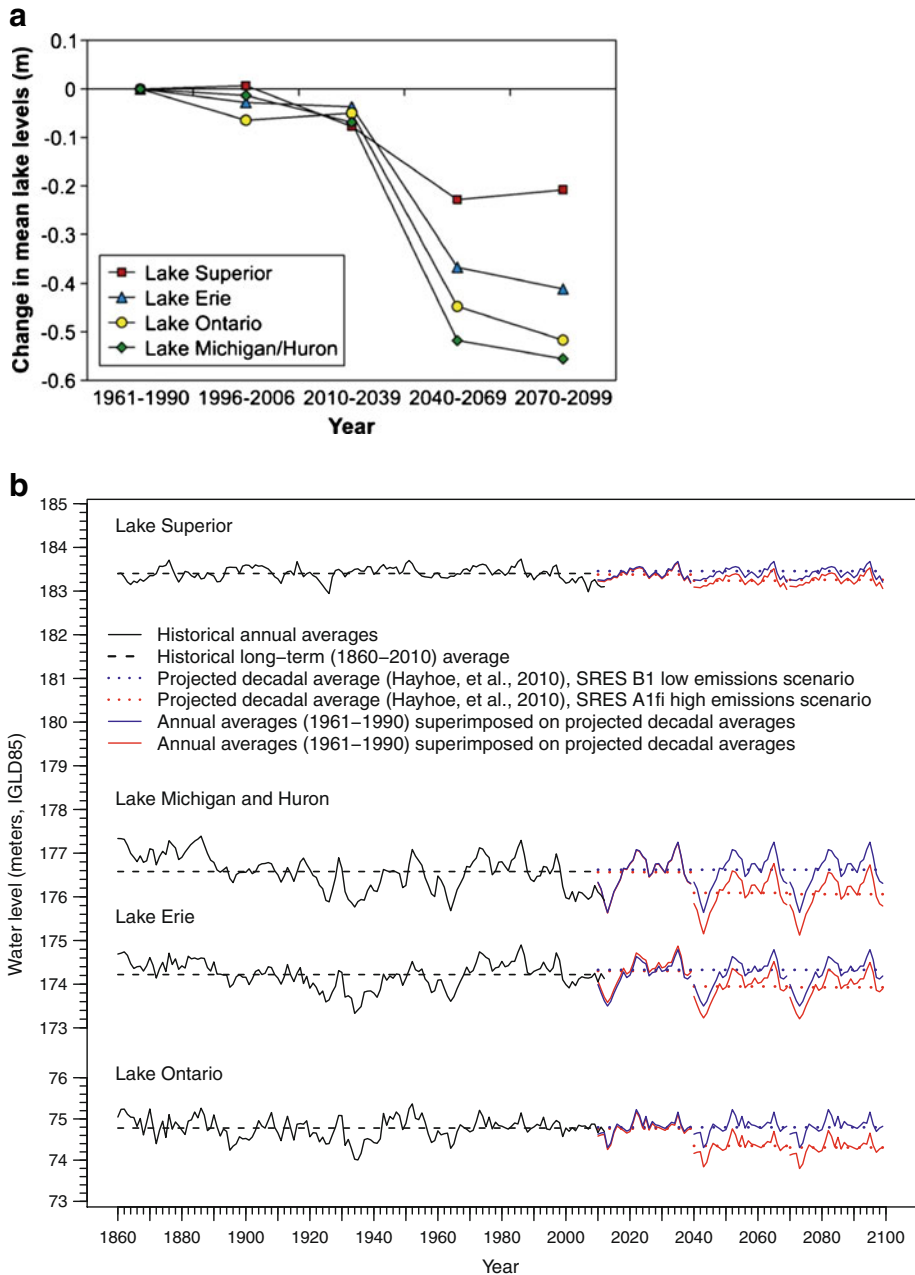 a
Change in mean lake levels (m)
0.1
0
-0.1
-0.2
-0.3
-0.4
-0.5
-0.6
Lake Superior
Lake Erie
Lake Ontario
Lake Michigan/Huron
1961-1990 1996-2006 2010-2039 2040-2069 2070-2099
Year
b
Water level (meters, IGLD85)
185
184
183
182
181
180
179
178
177
176
175
174
173
76
75
74
73
Lake Superior
Historical annual averages
Historical long–term (1860–2010) average
Projected decadal average (Hayhoe, et al., 2010), SRES B1 low emissions scenario
Projected decadal average (Hayhoe, et al., 2010), SRES A1fi high emissions scenario
Annual averages (1961–1990) superimposed on projected decadal averages
Annual averages (1961–1990) superimposed on projected decadal averages
Lake Michigan and Huron
Lake Erie
Lake Ontario
1860 1880 1900 1920 1940 1960 1980 2000 2020 2040 2060 2080 2100
Year